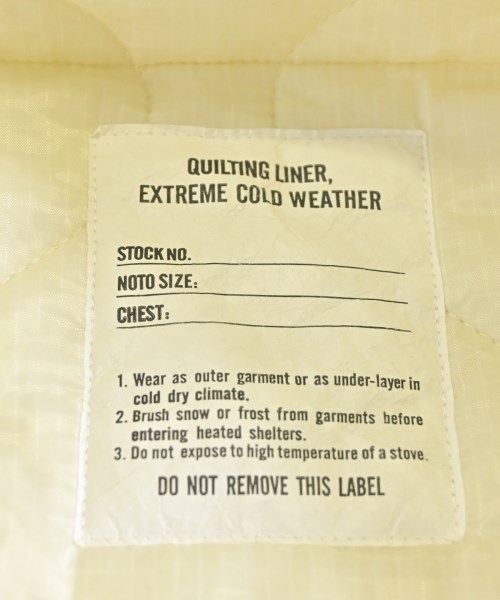 QUILTING LINER,
EXTREME COLD WEATHER
STOCK NO.
NOTO SIZE:
CHEST:
1. Wear as outer garment or as under-layer in
cold dry climate.
2. Brush snow or frost from garments before
entering heated shelters.
3. Do not expose to high temperature of a stove.
DO NOT REMOVE THIS LABEL